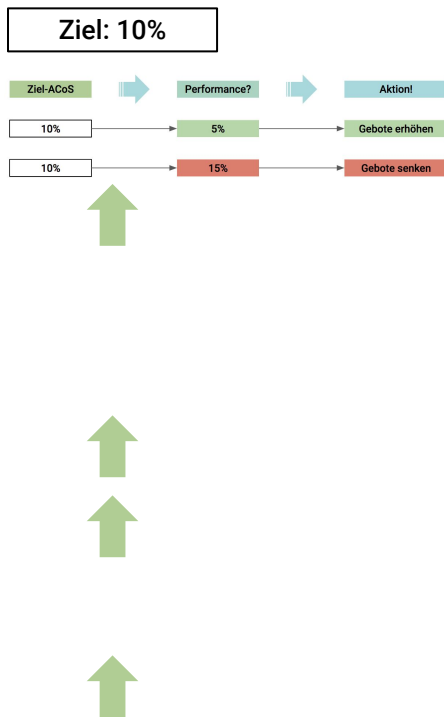 Ziel: 10%
Ziel-ACoS Performance? Aktion!
10% 5% Gebote erhöhen
10% 15% Gebote senken